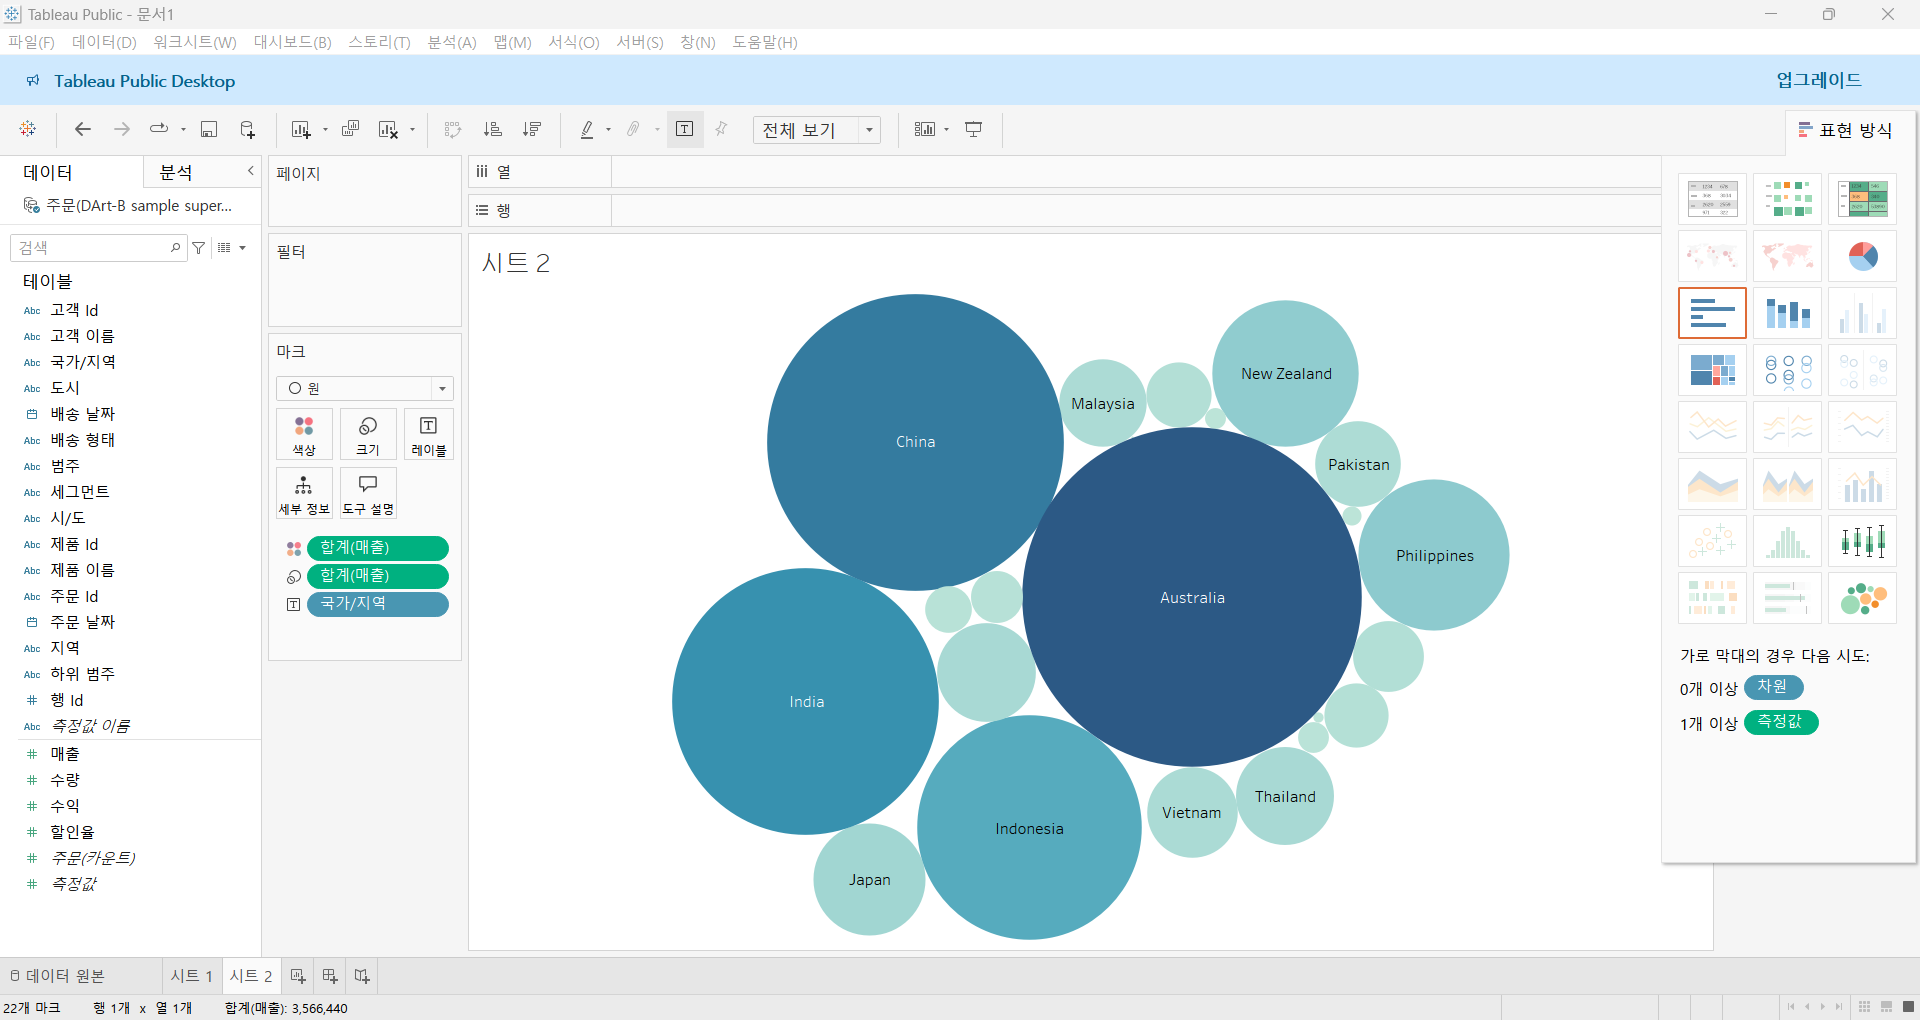 Tableau Public - 문서1
파일(F) 데이터(D) 워크시트(W) 대시보드(B) 스토리(T) 분석(A) 맵(M) 서식(O) 서버(S) 창(N) 도움말(H)
Tableau Public Desktop 업그레이드
전체 보기
표현 방식
데이터 분석
주문(DArt-B sample super...
검색
테이블
Abc 고객 Id
Abc 고객 이름
Abc 국가/지역
Abc 도시
배송 날짜
Abc 배송 형태
Abc 범주
Abc 세그먼트
Abc 시/도
Abc 제품 Id
Abc 제품 이름
Abc 주문 Id
주문 날짜
Abc 지역
Abc 하위 범주
# 행 Id
Abc 측정값 이름
# 매출
# 수량
# 수익
# 할인율
# 주문(카운트)
# 측정값
페이지
필터
마크
원
색상 크기 레이블
세부 정보 도구 설명
합계(매출)
합계(매출)
국가/지역
열
행
시트 2
China
Malaysia
New Zealand
Pakistan
Philippines
Australia
India
Indonesia
Vietnam
Thailand
Japan
가로 막대의 경우 다음 시도:
0개 이상 차원
1개 이상 측정값
데이터 원본 시트 1 시트 2
22개 마크 행 1개 x 열 1개 합계(매출): 3,566,440